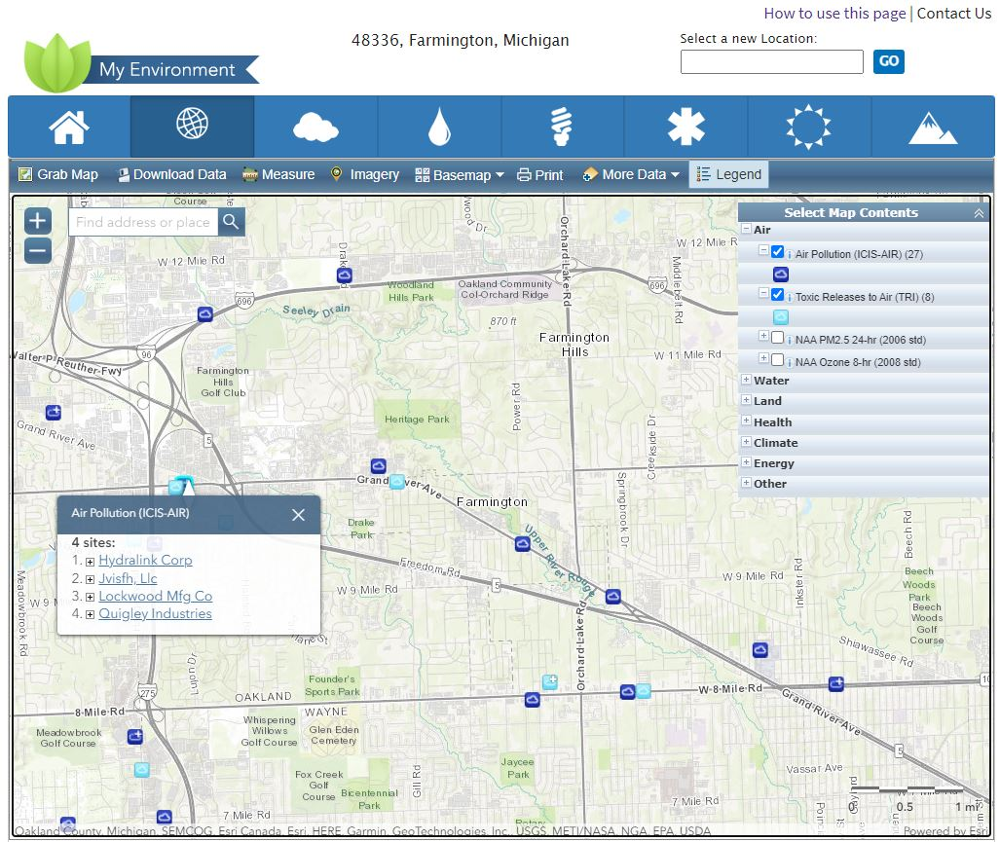 How to use this page | Contact Us
48336, Farmington, Michigan
Select a new Location:
My Environment
GO
Grab Map
Download Data
Measure
Imagery
Basemap
Print
More Data
Legend
+
−
Find address or place
Select Map Contents
Air
Air Pollution (ICIS-AIR) (27)
Toxic Releases to Air (TRI) (8)
NAA PM2.5 24-hr (2006 std)
NAA Ozone 8-hr (2008 std)
Water
Land
Health
Climate
Energy
Other
Golf
Course
W 12 Mile Rd
Woodland
Hills Park
Oakland Community
Col-Orchard Ridge
Orchard Lake Rd
Middlebelt Rd
696
696
Seeley Drain
870 ft
Farmington
Hills
96
Walter P Reuther-Fwy
W 11 Mile Rd
Farmington
Hills
Golf Club
Power Rd
Heritage Park
Grand River Ave
5
Creekside Dr
Grand River Ave
Farmington
Springbrook Dr
Drake
Park
Upper River Rouge
Freedom Rd
5
W 9 Mile Rd
W 9 Mile Rd
Inkster Rd
Beech Rd
Beech
Woods
Park
Beech
Woods
Golf
Course
Meadowbrook Rd
Air Pollution (ICIS-AIR)
4 sites:
1. Hydralink Corp
2. Jvisfh, Llc
3. Lockwood Mfg Co
4. Quigley Industries
Orchard Lake Rd
Shiawassee Rd
Founder's
Sports Park
275
OAKLAND
WAYNE
8 Mile Rd
W 8 Mile Rd
Grand River Ave
10
Meadowbrook
Golf Course
Whispering
Willows
Golf Course
Glen Eden
Cemetery
5
Jaycee
Park
Vassar Ave
Fox Creek
Golf
Course
Bicentennial
Park
Gill Rd
7 Mile Rd
7 Mile Rd
0 0.5 1 mi
Oakland County, Michigan, SEMCOG, Esri Canada, Esri, HERE, Garmin, GeoTechnologies, Inc., USGS, METI/NASA, NGA, EPA, USDA
Powered by Esri